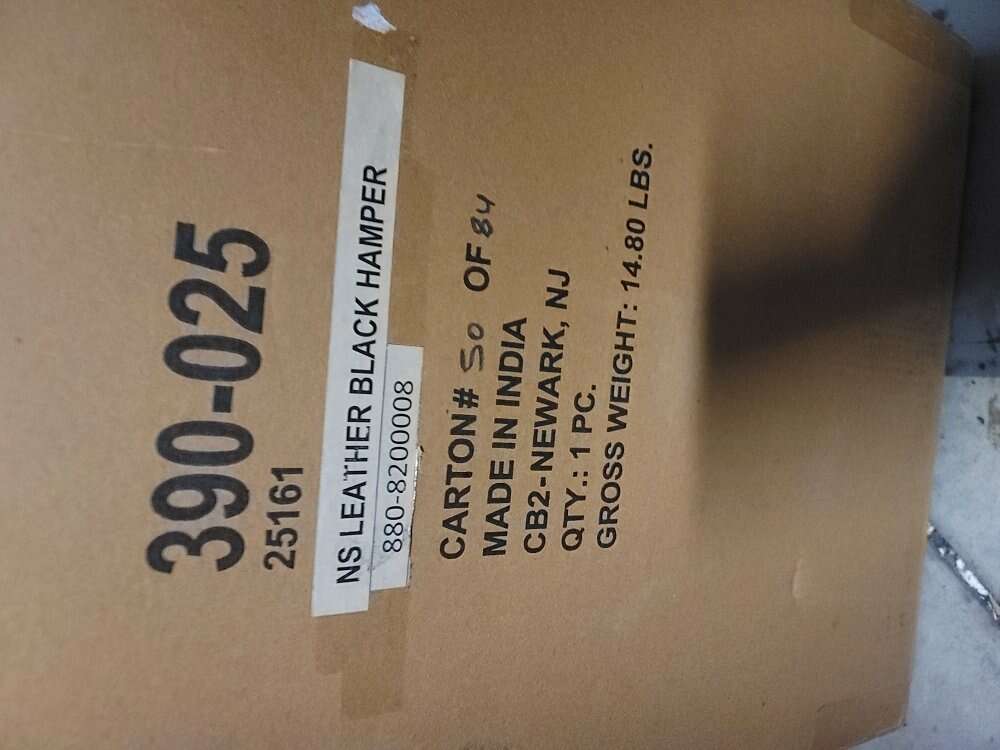 390-025
25161
NS LEATHER BLACK HAMPER
880-8200008
CARTON# 50 OF 84
MADE IN INDIA
CB2-NEWARK, NJ
QTY.: 1 PC.
GROSS WEIGHT: 14.80 LBS.